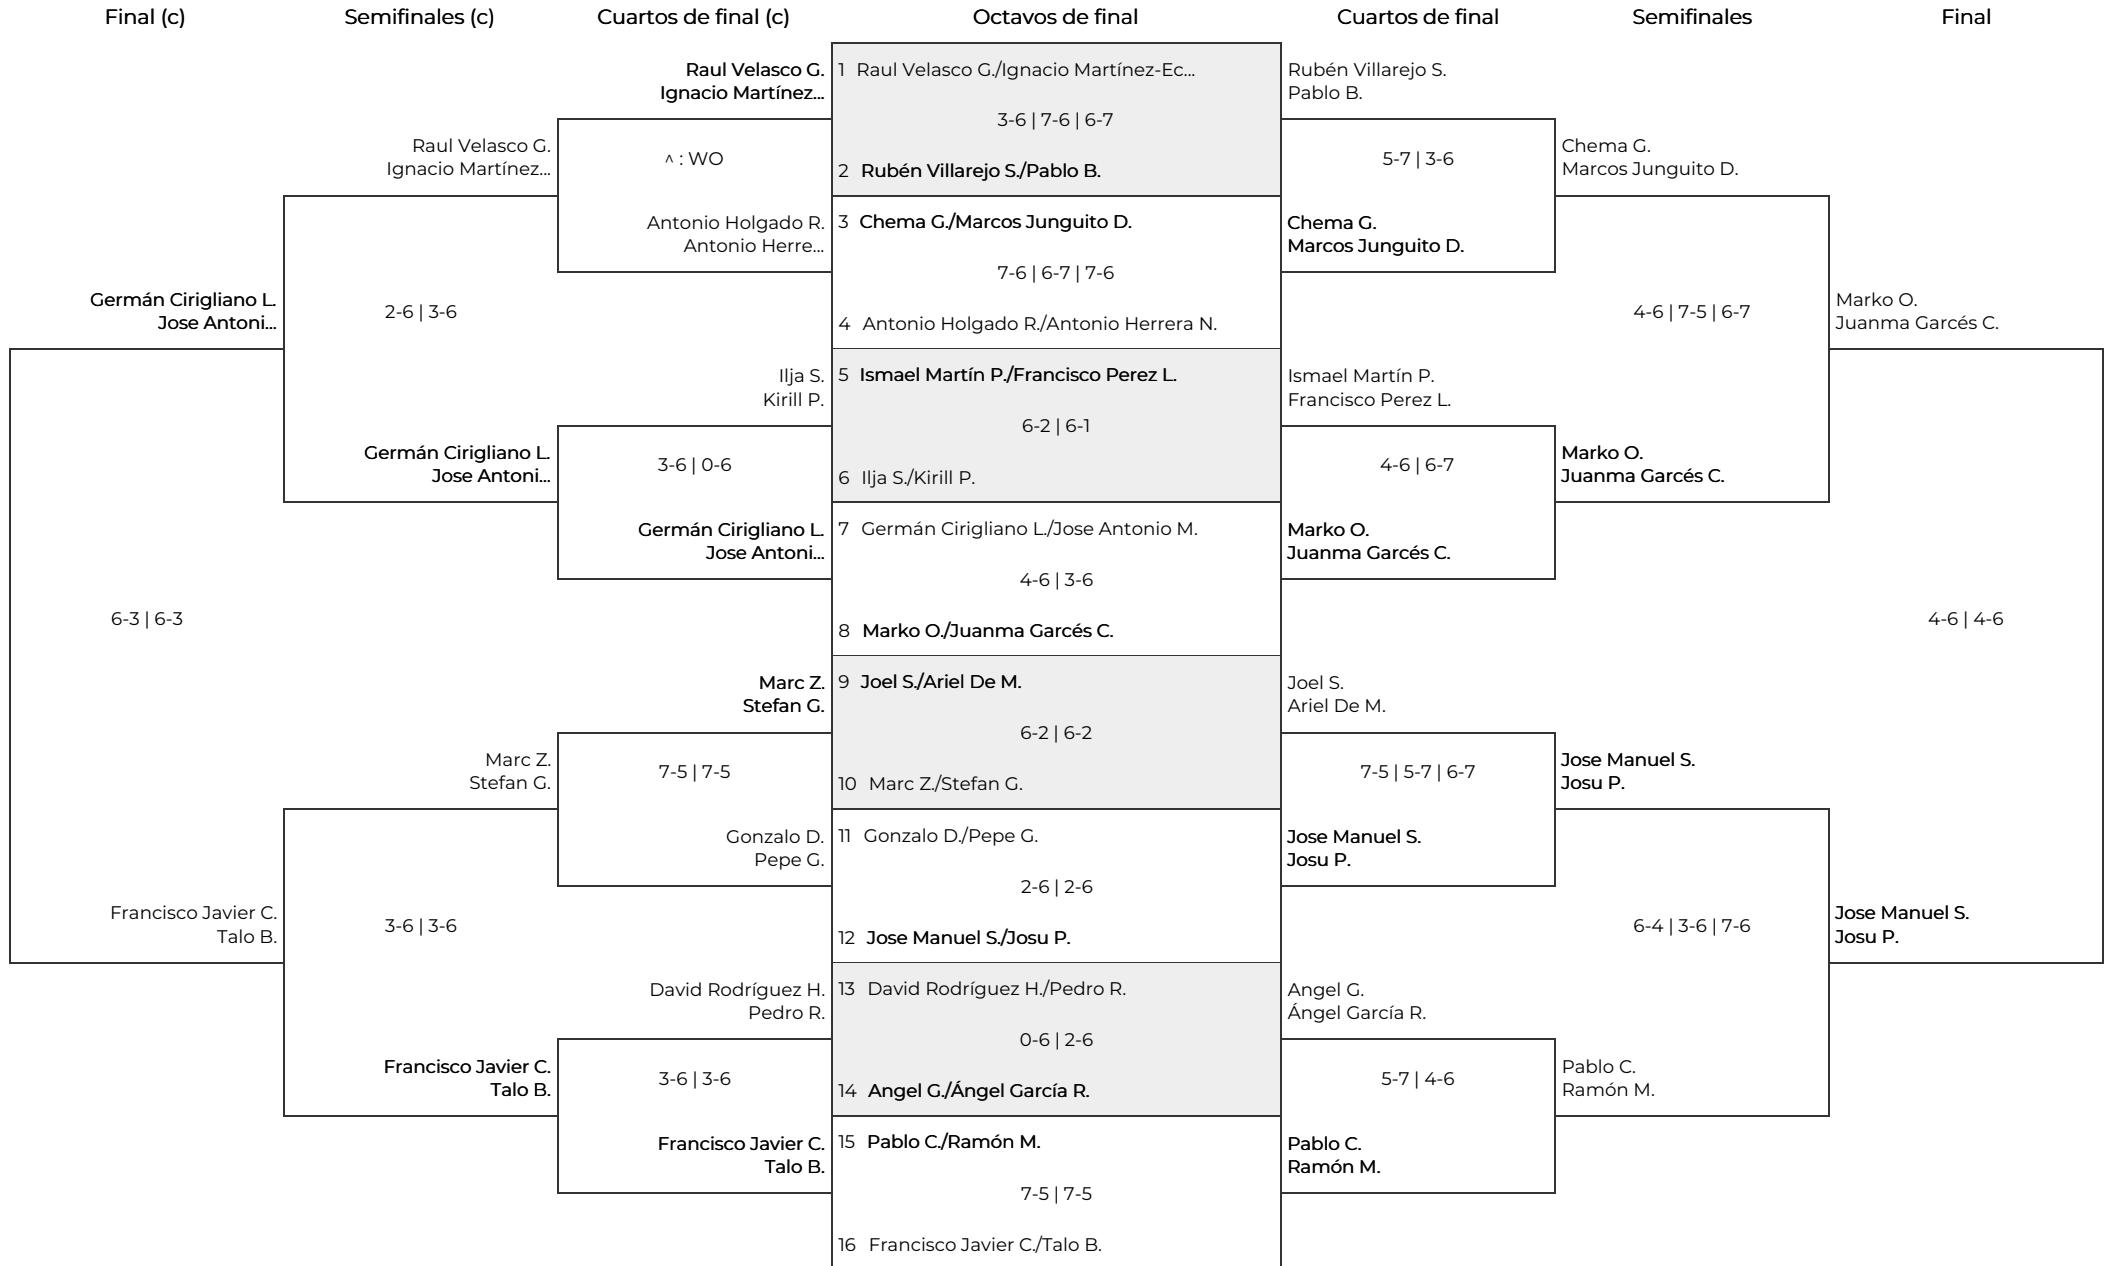 Final (c)
Semifinales (c)
Cuartos de final (c)
Octavos de final
Cuartos de final
Semifinales
Final
Germán Cirigliano L.
Jose Antoni...
6-3 | 6-3
Francisco Javier C.
Talo B.
Raul Velasco G.
Ignacio Martínez...
2-6 | 3-6
Germán Cirigliano L.
Jose Antoni...
Marc Z.
Stefan G.
3-6 | 3-6
Francisco Javier C.
Talo B.
Raul Velasco G.
Ignacio Martínez...
^ : WO
Antonio Holgado R.
Antonio Herre...
Ilja S.
Kirill P.
3-6 | 0-6
Germán Cirigliano L.
Jose Antoni...
Marc Z.
Stefan G.
7-5 | 7-5
Gonzalo D.
Pepe G.
David Rodríguez H.
Pedro R.
3-6 | 3-6
Francisco Javier C.
Talo B.
1 Raul Velasco G./Ignacio Martínez-Ec...
3-6 | 7-6 | 6-7
2 Rubén Villarejo S./Pablo B.
3 Chema G./Marcos Junguito D.
7-6 | 6-7 | 7-6
4 Antonio Holgado R./Antonio Herrera N.
5 Ismael Martín P./Francisco Perez L.
6-2 | 6-1
6 Ilja S./Kirill P.
7 Germán Cirigliano L./Jose Antonio M.
4-6 | 3-6
8 Marko O./Juanma Garcés C.
9 Joel S./Ariel De M.
6-2 | 6-2
10 Marc Z./Stefan G.
11 Gonzalo D./Pepe G.
2-6 | 2-6
12 Jose Manuel S./Josu P.
13 David Rodríguez H./Pedro R.
0-6 | 2-6
14 Angel G./Ángel García R.
15 Pablo C./Ramón M.
7-5 | 7-5
16 Francisco Javier C./Talo B.
Rubén Villarejo S.
Pablo B.
5-7 | 3-6
Chema G.
Marcos Junguito D.
Ismael Martín P.
Francisco Perez L.
4-6 | 6-7
Marko O.
Juanma Garcés C.
Joel S.
Ariel De M.
7-5 | 5-7 | 6-7
Jose Manuel S.
Josu P.
Angel G.
Ángel García R.
5-7 | 4-6
Pablo C.
Ramón M.
Chema G.
Marcos Junguito D.
4-6 | 7-5 | 6-7
Marko O.
Juanma Garcés C.
Jose Manuel S.
Josu P.
6-4 | 3-6 | 7-6
Pablo C.
Ramón M.
Marko O.
Juanma Garcés C.
4-6 | 4-6
Jose Manuel S.
Josu P.